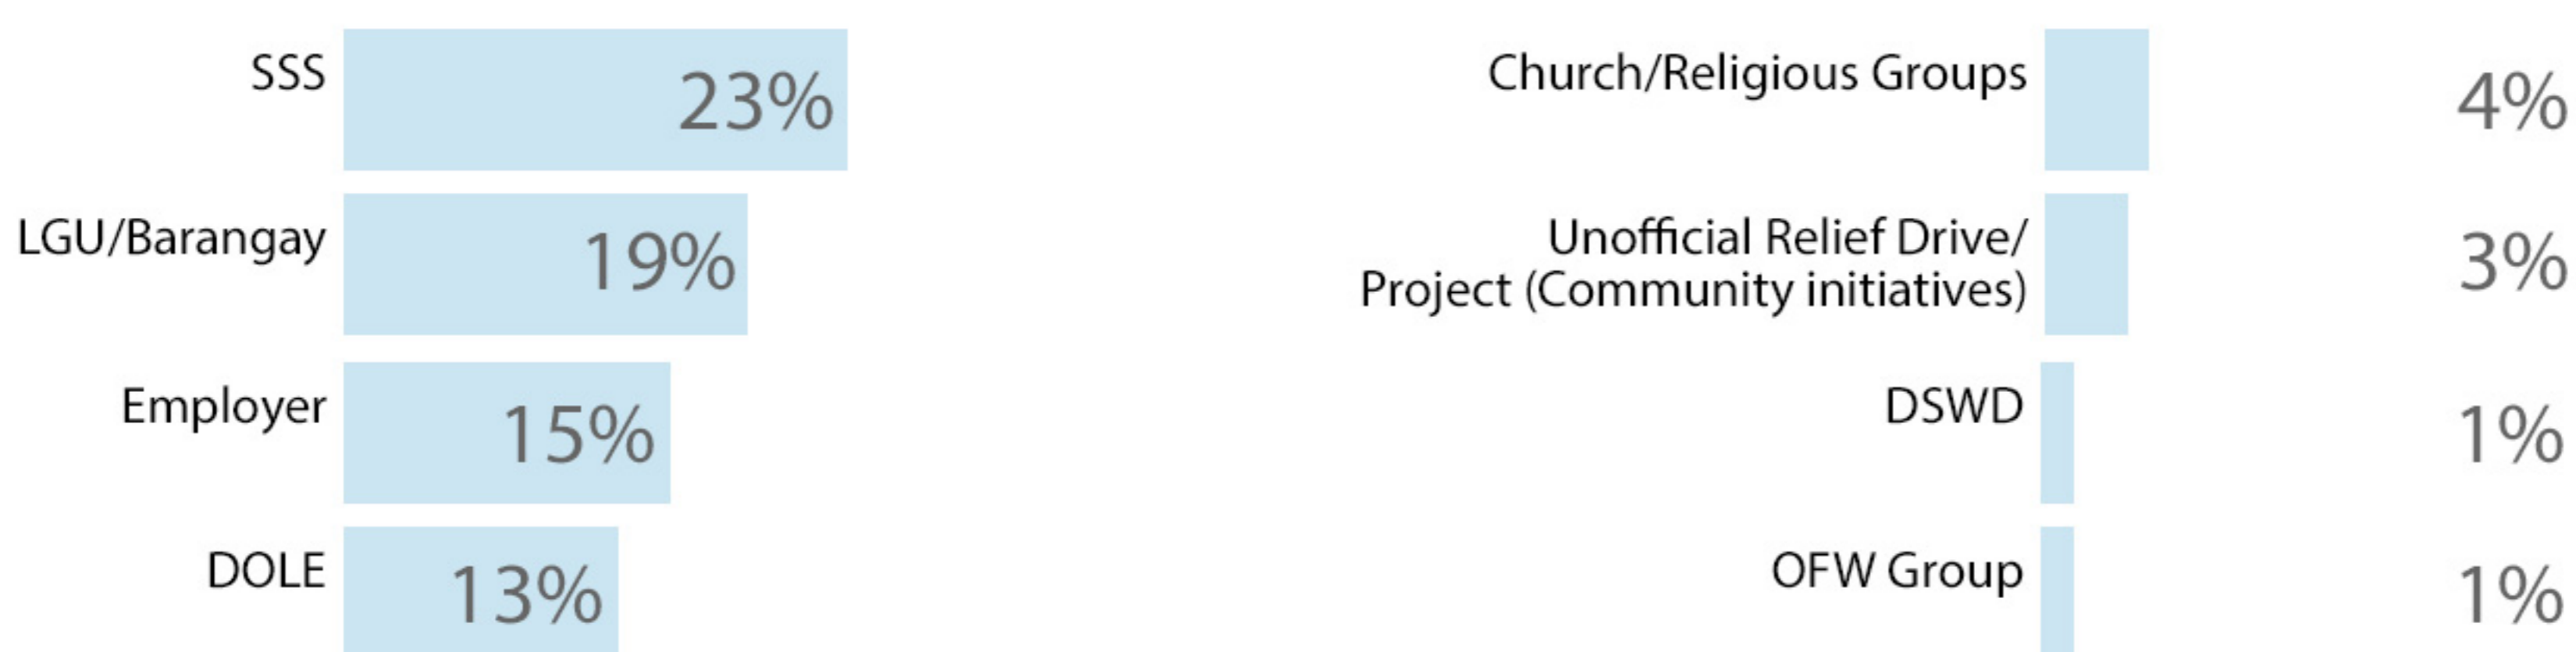 SSS
23%
LGU/Barangay
19%
Employer
15%
DOLE
13%
Church/Religious Groups
4%
Unofficial Relief Drive/
Project (Community initiatives)
3%
DSWD
1%
OFW Group
1%